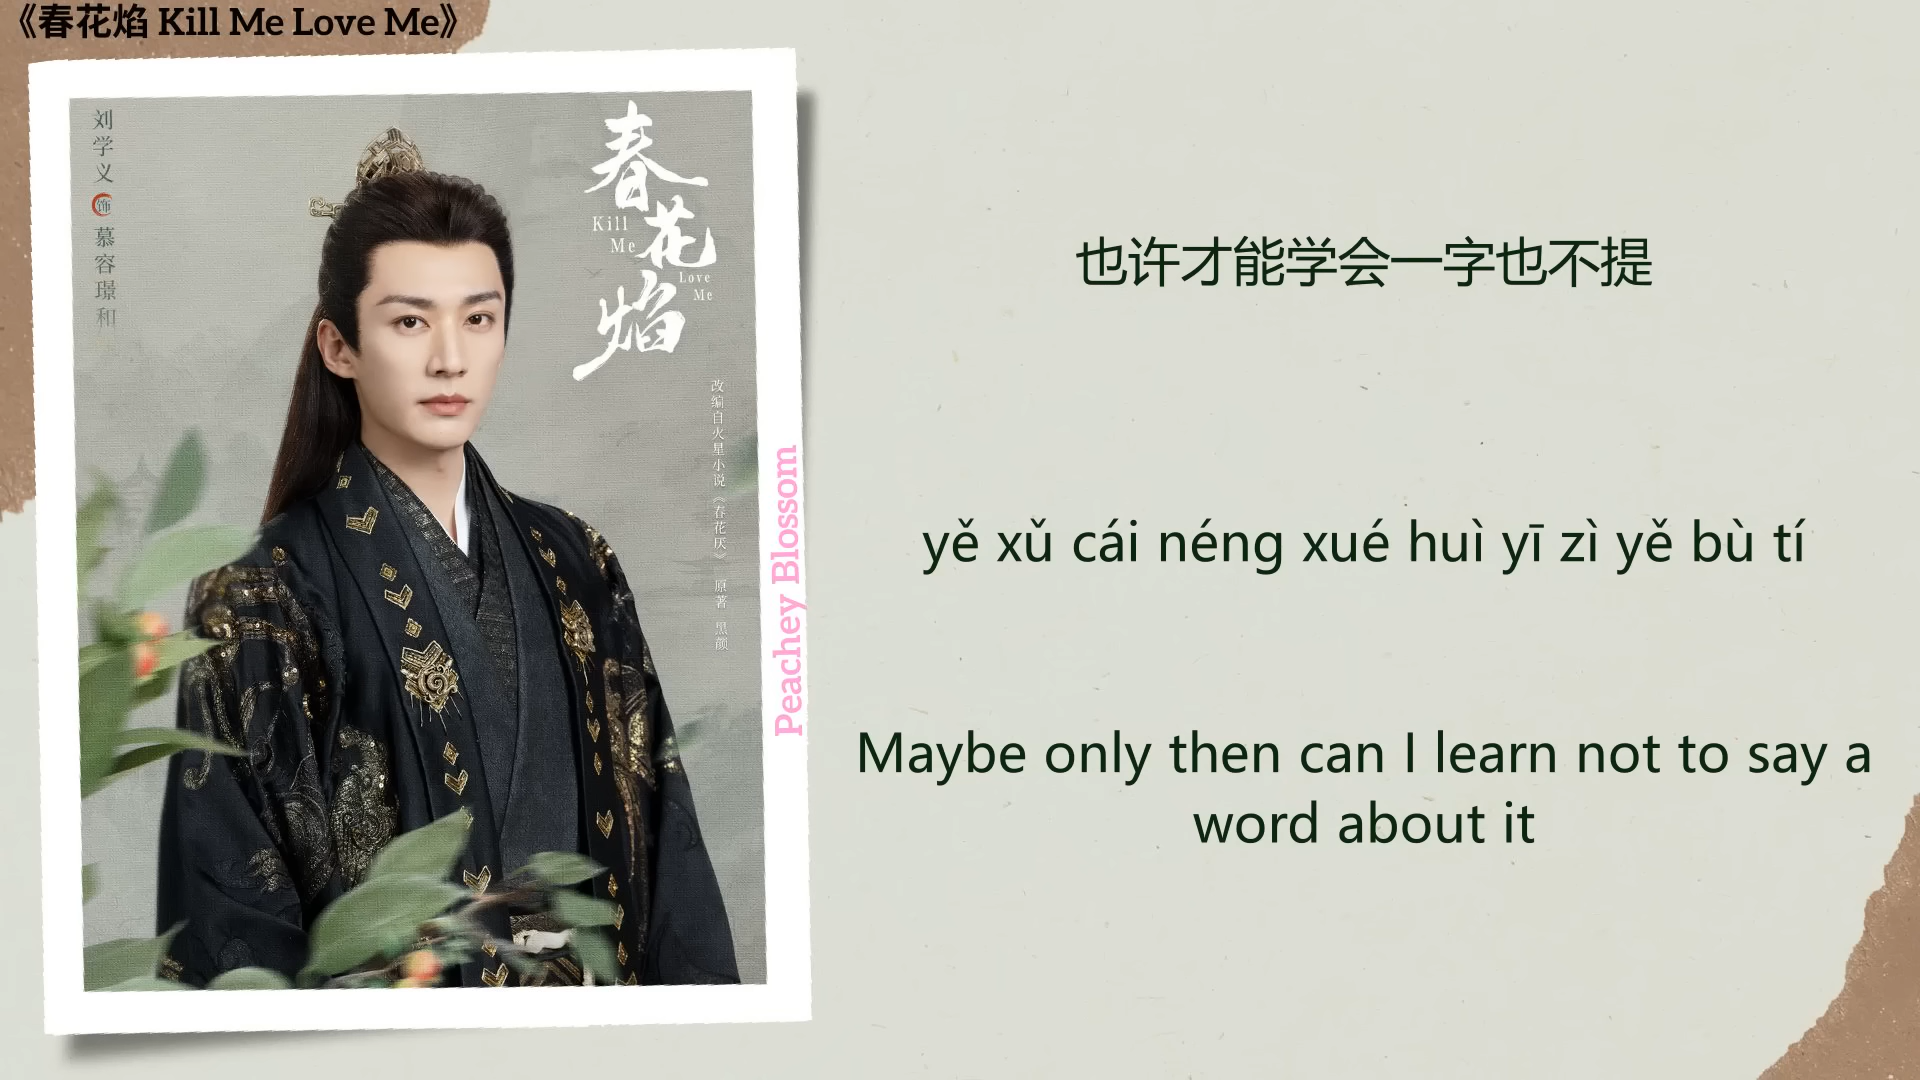 《春花焰 Kill Me Love Me》
刘学义 饰 慕容璟和
春花焰
Kill
Me
Love
Me
改编自火星小说《春花厌》 原著 黑颜
Peachey Blossom
也许才能学会一字也不提
yě xǔ cái néng xué huì yī zì yě bù tí
Maybe only then can I learn not to say a
word about it